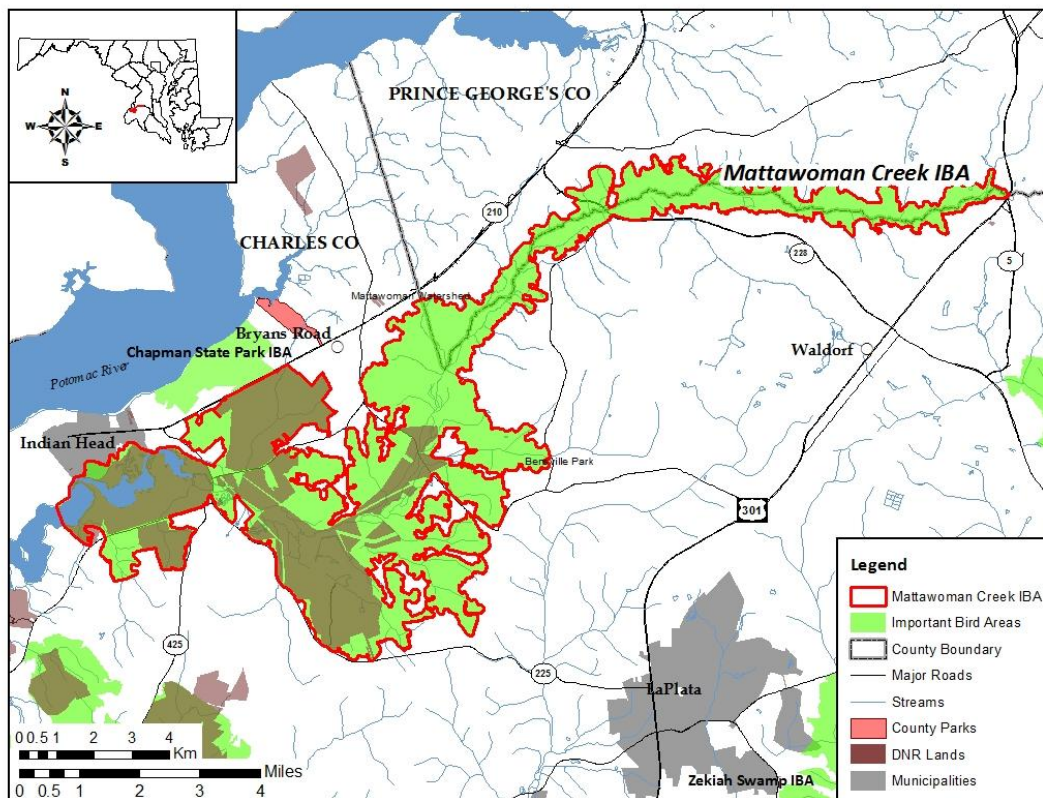 N
W E
S
PRINCE GEORGE'S CO
Mattawoman Creek IBA
210
CHARLES CO
228
5
Mattawoman Watershed
Bryans Road
Chapman State Park IBA
Waldorf
Potomac River
Indian Head
Bensville Park
301
425
225
LaPlata
Zekiah Swamp IBA
0 0.5 1 2 3 4
Km
0 0.5 1 2 3 4
Miles
Legend
Mattawoman Creek IBA
Important Bird Areas
County Boundary
Major Roads
Streams
County Parks
DNR Lands
Municipalities